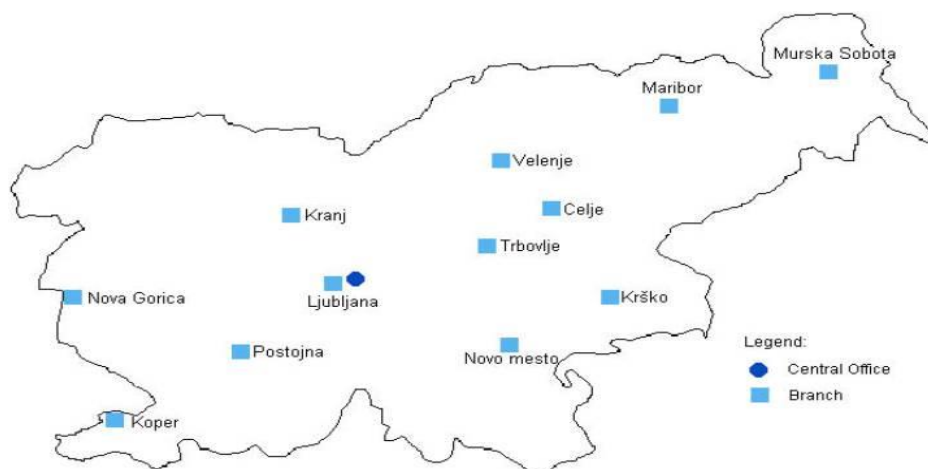 Murska Sobota
Maribor
Velenje
Celje
Kranj
Trbovlje
Ljubljana
Nova Gorica
Krško
Postojna
Novo mesto
Koper
Legend:
Central Office
Branch